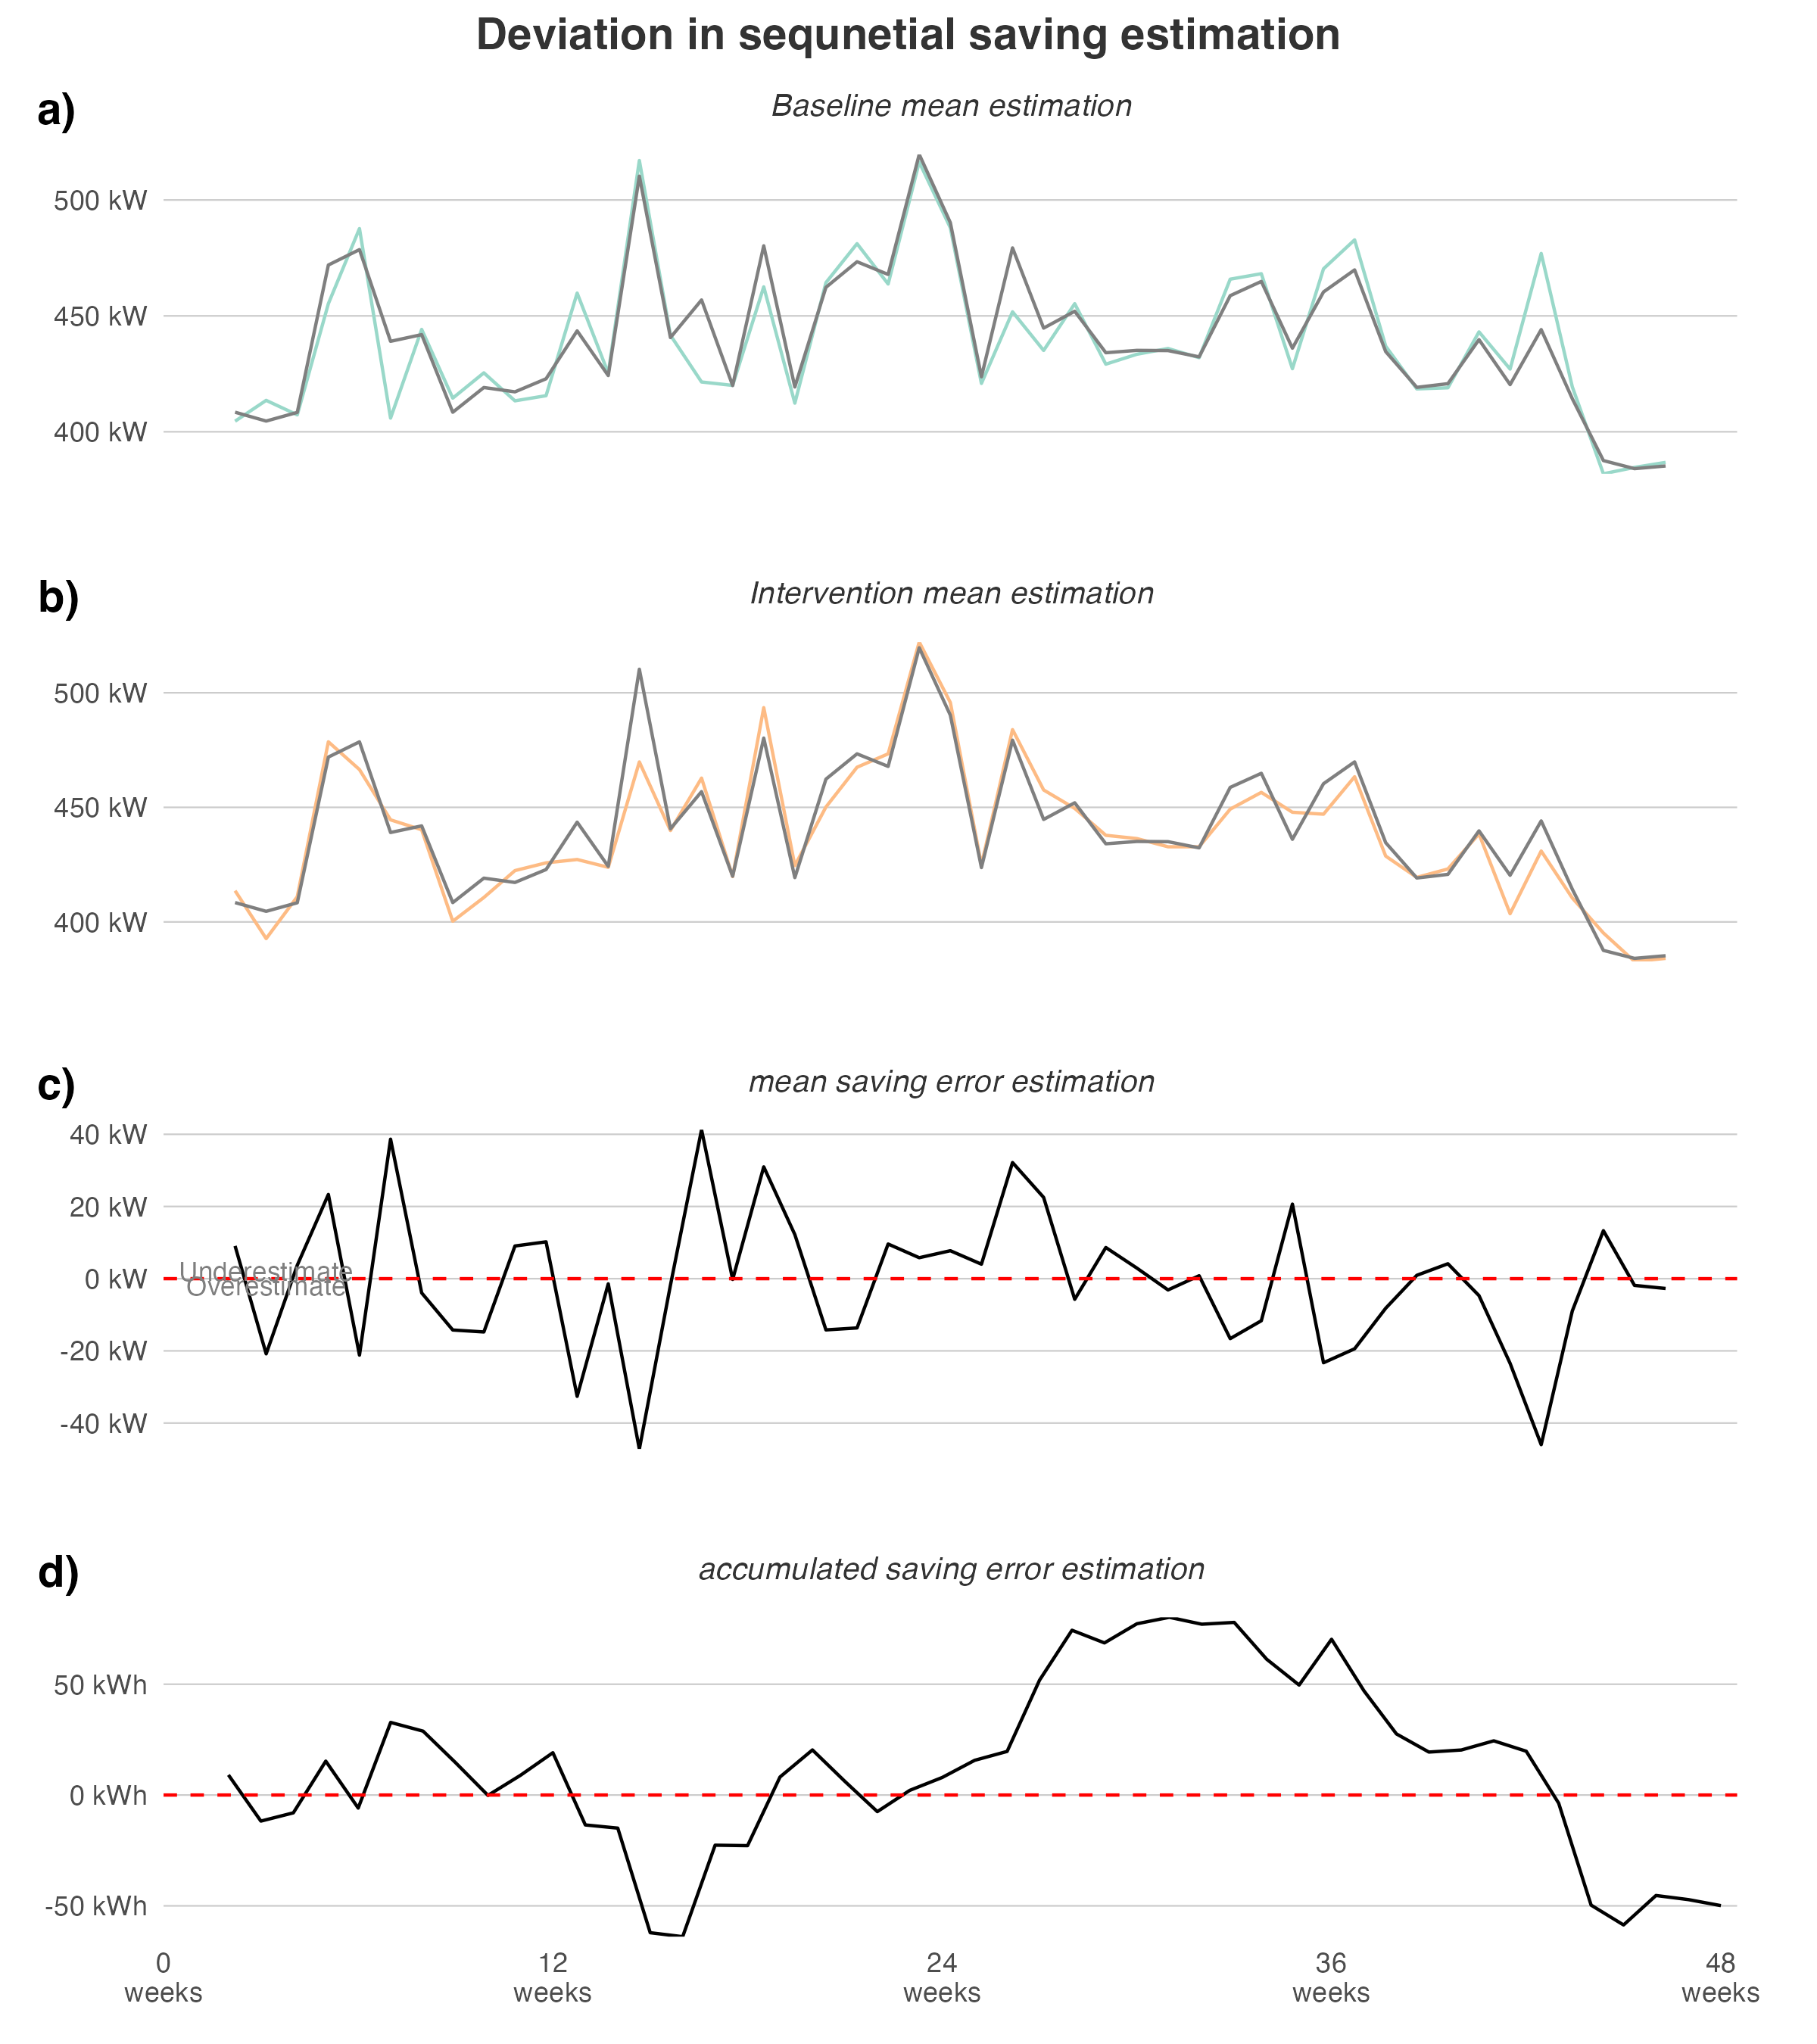 Deviation in sequnetial saving estimation
a)
Baseline mean estimation
500 kW
450 kW
400 kW
b)
Intervention mean estimation
500 kW
450 kW
400 kW
c)
mean saving error estimation
40 kW
20 kW
Underestimate
0 kW
Overestimate
-20 kW
-40 kW
d)
accumulated saving error estimation
50 kWh
0 kWh
-50 kWh
0 12 24 36 48
weeks weeks weeks weeks weeks